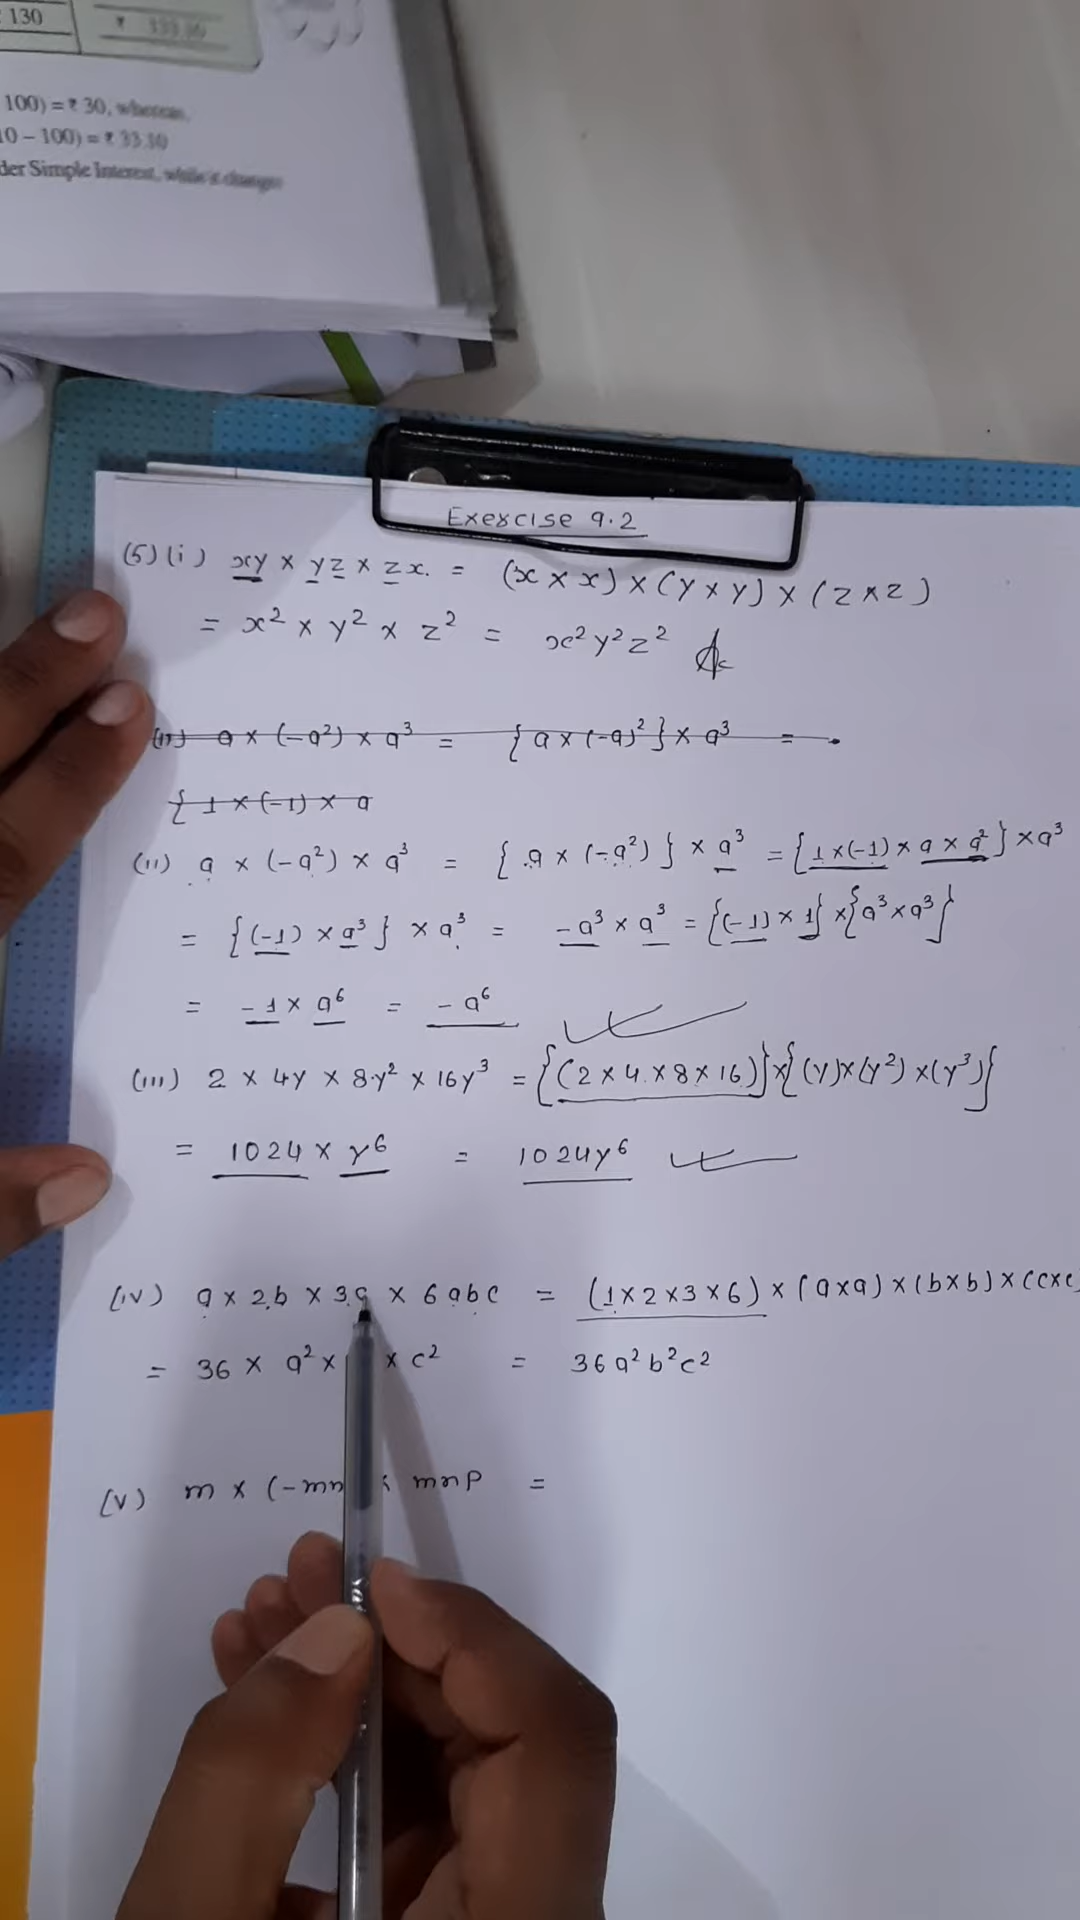 130
₹ 133.10
100) = ₹ 30, whereas,
10 – 100) = ₹ 33.10
der Simple Interest, while it changes
Exercise 9.2
(5) (i) xy × yz × zx. = (x × x) × (y × y) × (z × z)
= x² × y² × z² = x²y²z²
(ii) a × (-a²) × a³ = {a × (-a)²} × a³ =
{1 × (-1) × a
(ii) a × (-a²) × a³ = {a × (-a²)} × a³ = {1 × (-1) × a × a²} × a³
= {(-1) × a³} × a³ = -a³ × a³ = {(-1) × 1} × {a³ × a³}
= -1 × a⁶ = -a⁶
(iii) 2 × 4y × 8y² × 16y³ = {(2 × 4 × 8 × 16)} × {(y) × (y²) × (y³)}
= 1024 × y⁶ = 1024y⁶
(iv) a × 2b × 3c × 6abc = (1 × 2 × 3 × 6) × (a × a) × (b × b) × (c × c
= 36 × a² × × c² = 36a²b²c²
(v) m × (-mn × mnp =